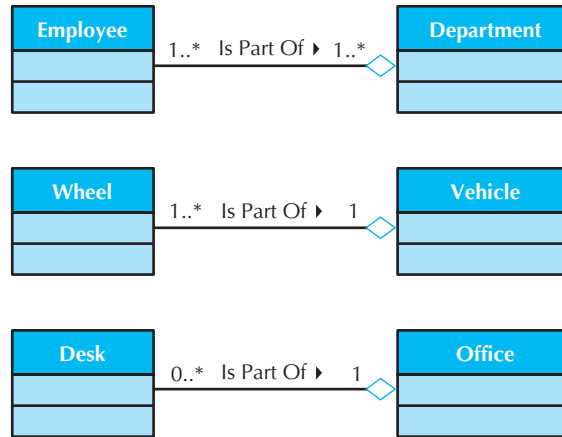 Employee
Department
1..* Is Part Of ▸ 1..*
Wheel
Vehicle
1..* Is Part Of ▸ 1
Desk
Office
0..* Is Part Of ▸ 1